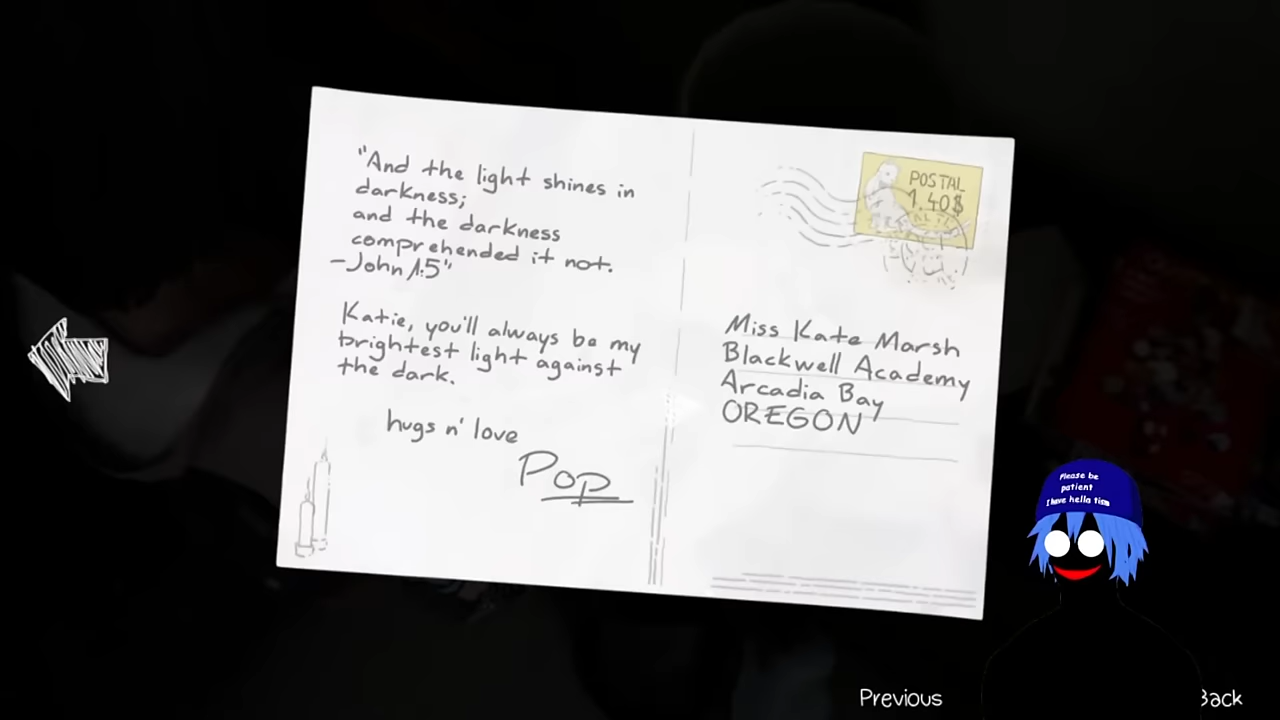 "And the light shines in
darkness;
and the darkness
comprehended it not.
-John 1:5"
Katie, you'll always be my
brightest light against
the dark.
hugs n' love
Pop
POSTAL
1.40$
Miss Kate Marsh
Blackwell Academy
Arcadia Bay
OREGON
Please be
patient
I have hella tism
Previous
Back